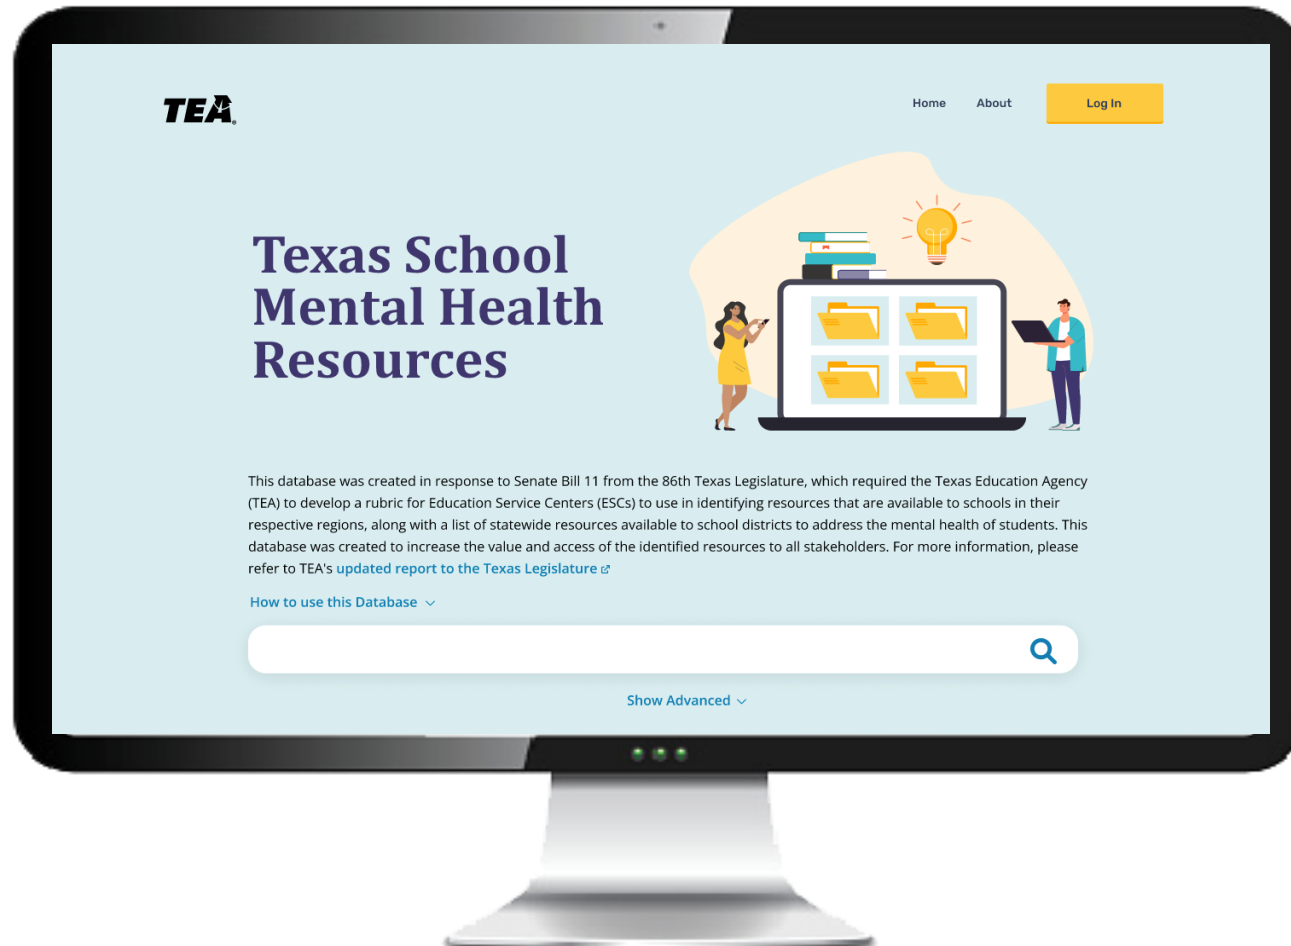 TEA
Home About Log In
Texas School
Mental Health
Resources
This database was created in response to Senate Bill 11 from the 86th Texas Legislature, which required the Texas Education Agency
(TEA) to develop a rubric for Education Service Centers (ESCs) to use in identifying resources that are available to schools in their
respective regions, along with a list of statewide resources available to school districts to address the mental health of students. This
database was created to increase the value and access of the identified resources to all stakeholders. For more information, please
refer to TEA's updated report to the Texas Legislature
How to use this Database
Show Advanced